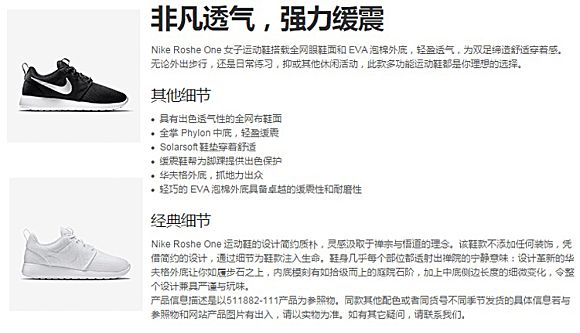 非凡透气，强力缓震
Nike Roshe One 女子运动鞋搭载全网眼鞋面和 EVA 泡棉外底，轻盈透气，为双足缔造舒适穿着感。
无论外出步行，还是日常练习，抑或其他休闲活动，此款多功能运动鞋都是你理想的选择。
其他细节
• 具有出色透气性的全网布鞋面
• 全掌 Phylon 中底，轻盈缓震
• Solarsoft 鞋垫穿着舒适
• 缓震鞋帮为脚踝提供出色保护
• 华夫格外底，抓地力出众
• 轻巧的 EVA 泡棉外底具备卓越的缓震性和耐磨性
经典细节
Nike Roshe One 运动鞋的设计简约质朴，灵感汲取于禅宗与悟道的理念。该鞋款不添加任何装饰，凭
借简约的设计，通过细节为鞋款注入生命。鞋身几乎每个部位都透射出禅院的宁静意味：设计革新的华
夫格外底让你如履步石之上，内底模刻有如拾级而上的庭院石阶，加上中底侧边长度的细微变化，令整
个设计兼具严谨与玩味。
产品信息描述是以511882-111产品为参照物。同款其他配色或者同货号不同季节发货的具体信息若与
参照物和网站产品图片有出入，请以实物为准。如有其它疑问，请联系我们。